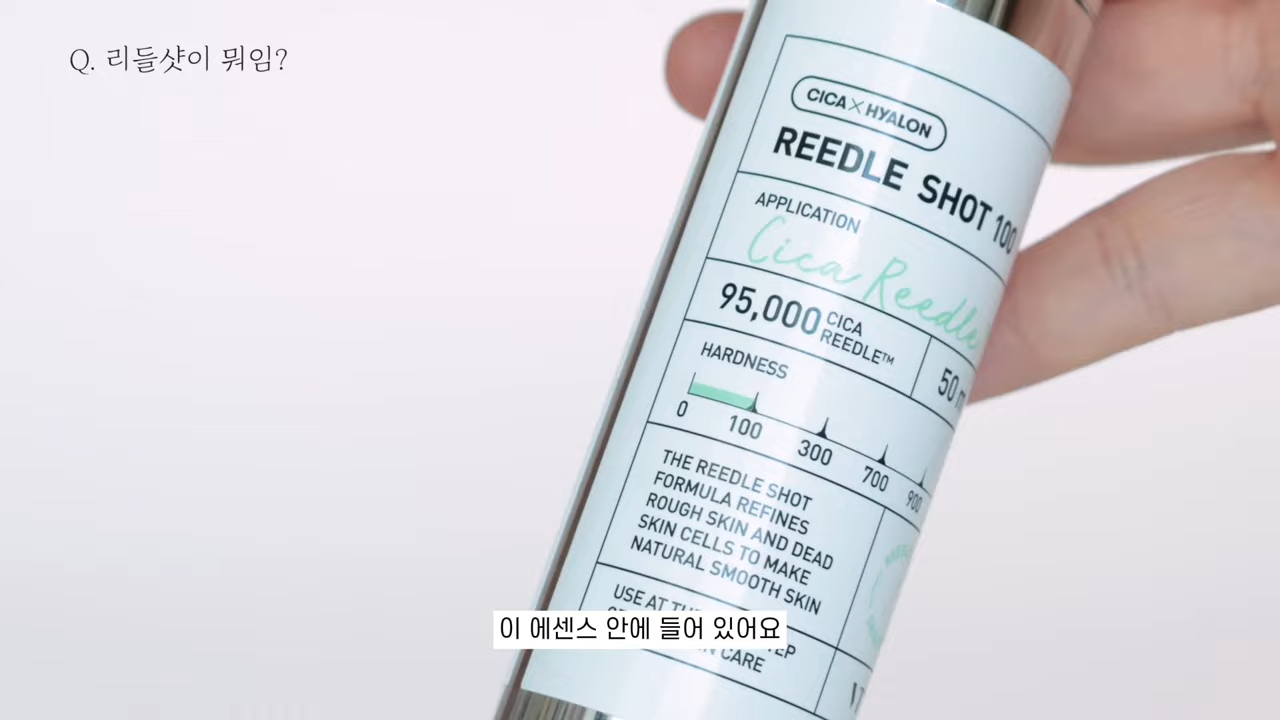 Q. 리들샷이 뭐임?
CICA X HYALON
REEDLE SHOT 100
APPLICATION
Cica Reedle
95,000 CICA REEDLE™
50
HARDNESS
0 100 300 700 900
THE REEDLE SHOT
FORMULA REFINES
ROUGH SKIN AND DEAD
SKIN CELLS TO MAKE
NATURAL SMOOTH SKIN
USE AT
CARE
이 에센스 안에 들어 있어요